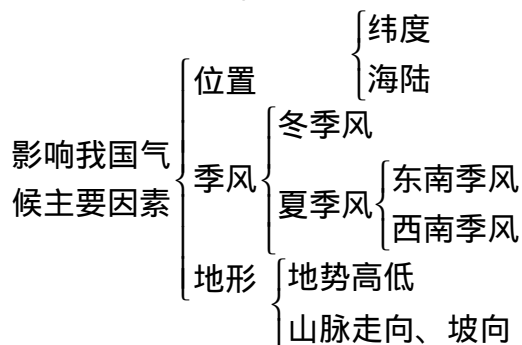 纬度
位置
海陆
冬季风
影响我国气
候主要因素
季风
东南季风
夏季风
西南季风
地形
地势高低
山脉走向、坡向